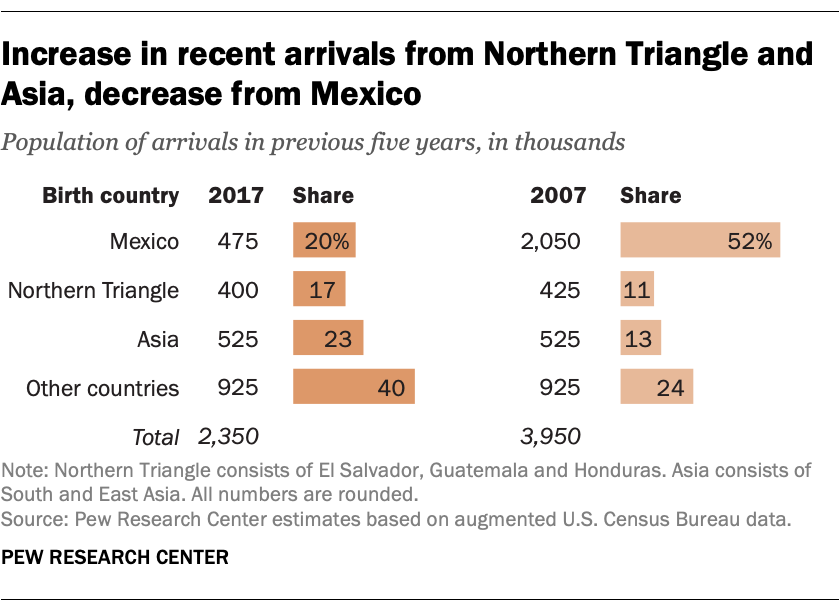 Increase in recent arrivals from Northern Triangle and
Asia, decrease from Mexico
Population of arrivals in previous five years, in thousands
Birth country 2017 Share 2007 Share
Mexico 475 20% 2,050 52%
Northern Triangle 400 17 425 11
Asia 525 23 525 13
Other countries 925 40 925 24
Total 2,350 3,950
Note: Northern Triangle consists of El Salvador, Guatemala and Honduras. Asia consists of
South and East Asia. All numbers are rounded.
Source: Pew Research Center estimates based on augmented U.S. Census Bureau data.
PEW RESEARCH CENTER